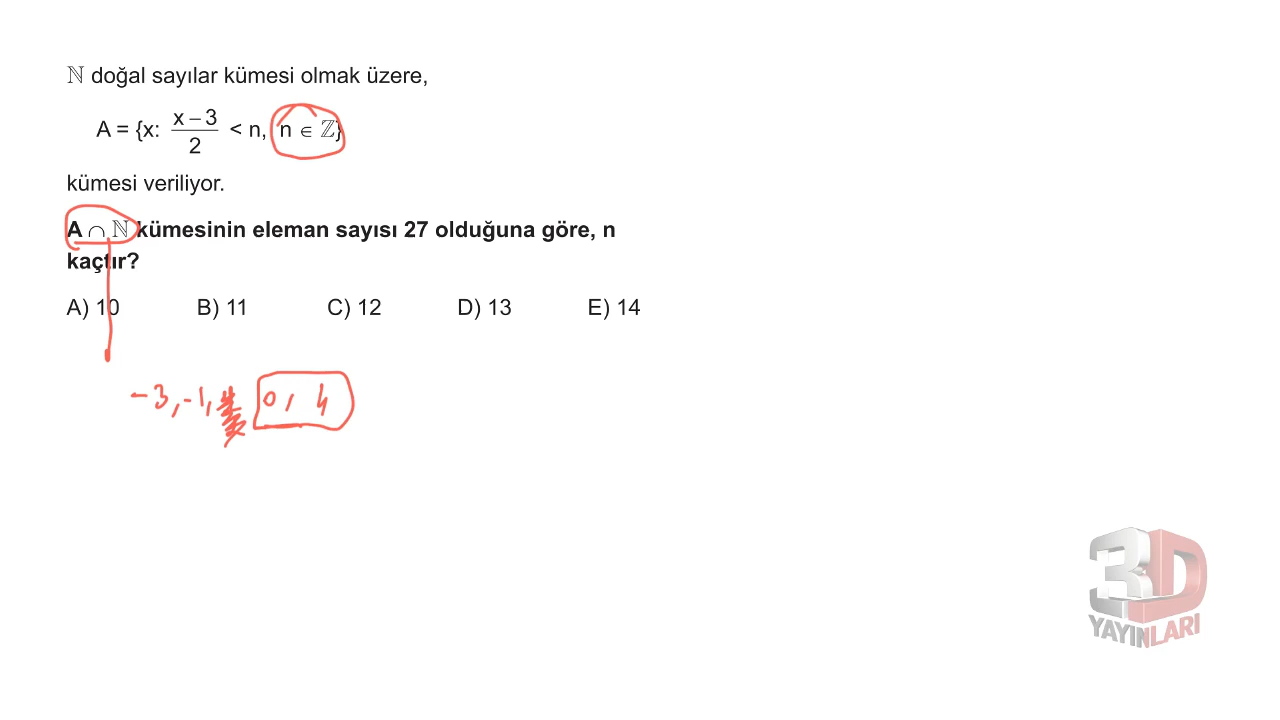 ℕ doğal sayılar kümesi olmak üzere,
A = {x: (x – 3)/2 < n, n ∈ ℤ}
kümesi veriliyor.
A ∩ ℕ kümesinin eleman sayısı 27 olduğuna göre, n
kaçtır?
A) 10 B) 11 C) 12 D) 13 E) 14
-3, -1, 0, 4
3D
YAYINLARI